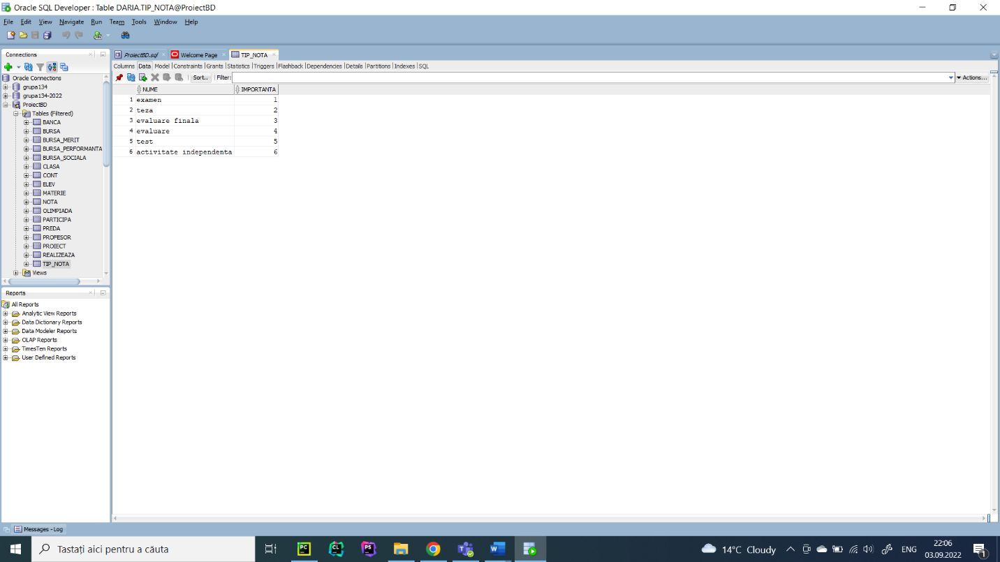 Oracle SQL Developer : Table DARIA.TIP_NOTA@ProiectBD
File Edit View Navigate Run Team Tools Window Help
Connections
Oracle Connections
grupa134
grupa134-2022
ProiectBD
Tables (Filtered)
BANCA
BURSA
BURSA_MERIT
BURSA_PERFORMANTA
BURSA_SOCIALA
CLASA
CONT
ELEV
MATERIE
NOTA
OLIMPIADA
PARTICIPA
PREDA
PROFESOR
PROIECT
REALIZEAZA
TIP_NOTA
Views
Reports
All Reports
Analytic View Reports
Data Dictionary Reports
Data Modeler Reports
OLAP Reports
TimesTen Reports
User Defined Reports
ProiectBD.sql Welcome Page TIP_NOTA
Columns Data Model Constraints Grants Statistics Triggers Flashback Dependencies Details Partitions Indexes SQL
Sort.. Filter: Actions...
NUME IMPORTANTA
1 examen 1
2 teza 2
3 evaluare finala 3
4 evaluare 4
5 test 5
6 activitate independenta 6
Messages - Log
Tastați aici pentru a căuta
PC CL PS
14°C Cloudy ENG
22:06
03.09.2022
1